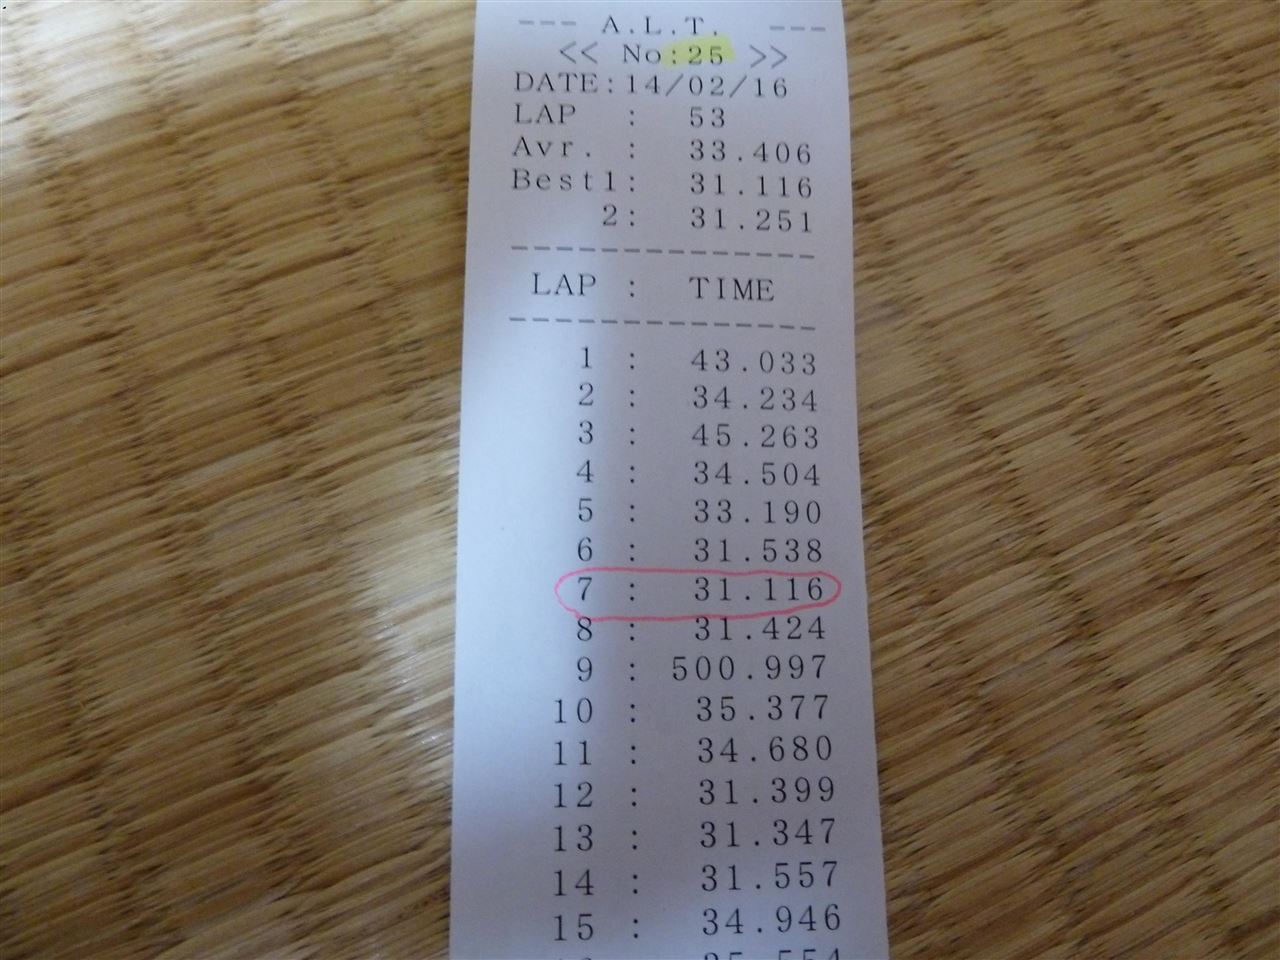 --- A.L.T. ---
<< No:25 >>
DATE:14/02/16
LAP : 53
Avr. : 33.406
Best1: 31.116
2: 31.251
--------------
LAP : TIME
--------------
1 : 43.033
2 : 34.234
3 : 45.263
4 : 34.504
5 : 33.190
6 : 31.538
7 : 31.116
8 : 31.424
9 : 500.997
10 : 35.377
11 : 34.680
12 : 31.399
13 : 31.347
14 : 31.557
15 : 34.946